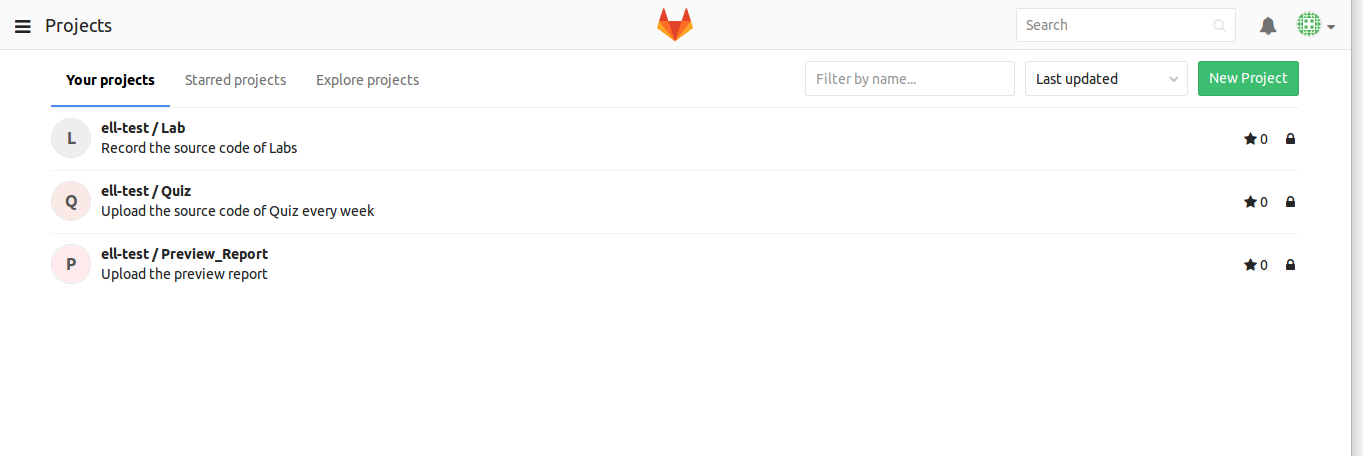 Projects
Search
Your projects
Starred projects
Explore projects
Filter by name...
Last updated
New Project
L
ell-test / Lab
Record the source code of Labs
0
Q
ell-test / Quiz
Upload the source code of Quiz every week
0
P
ell-test / Preview_Report
Upload the preview report
0